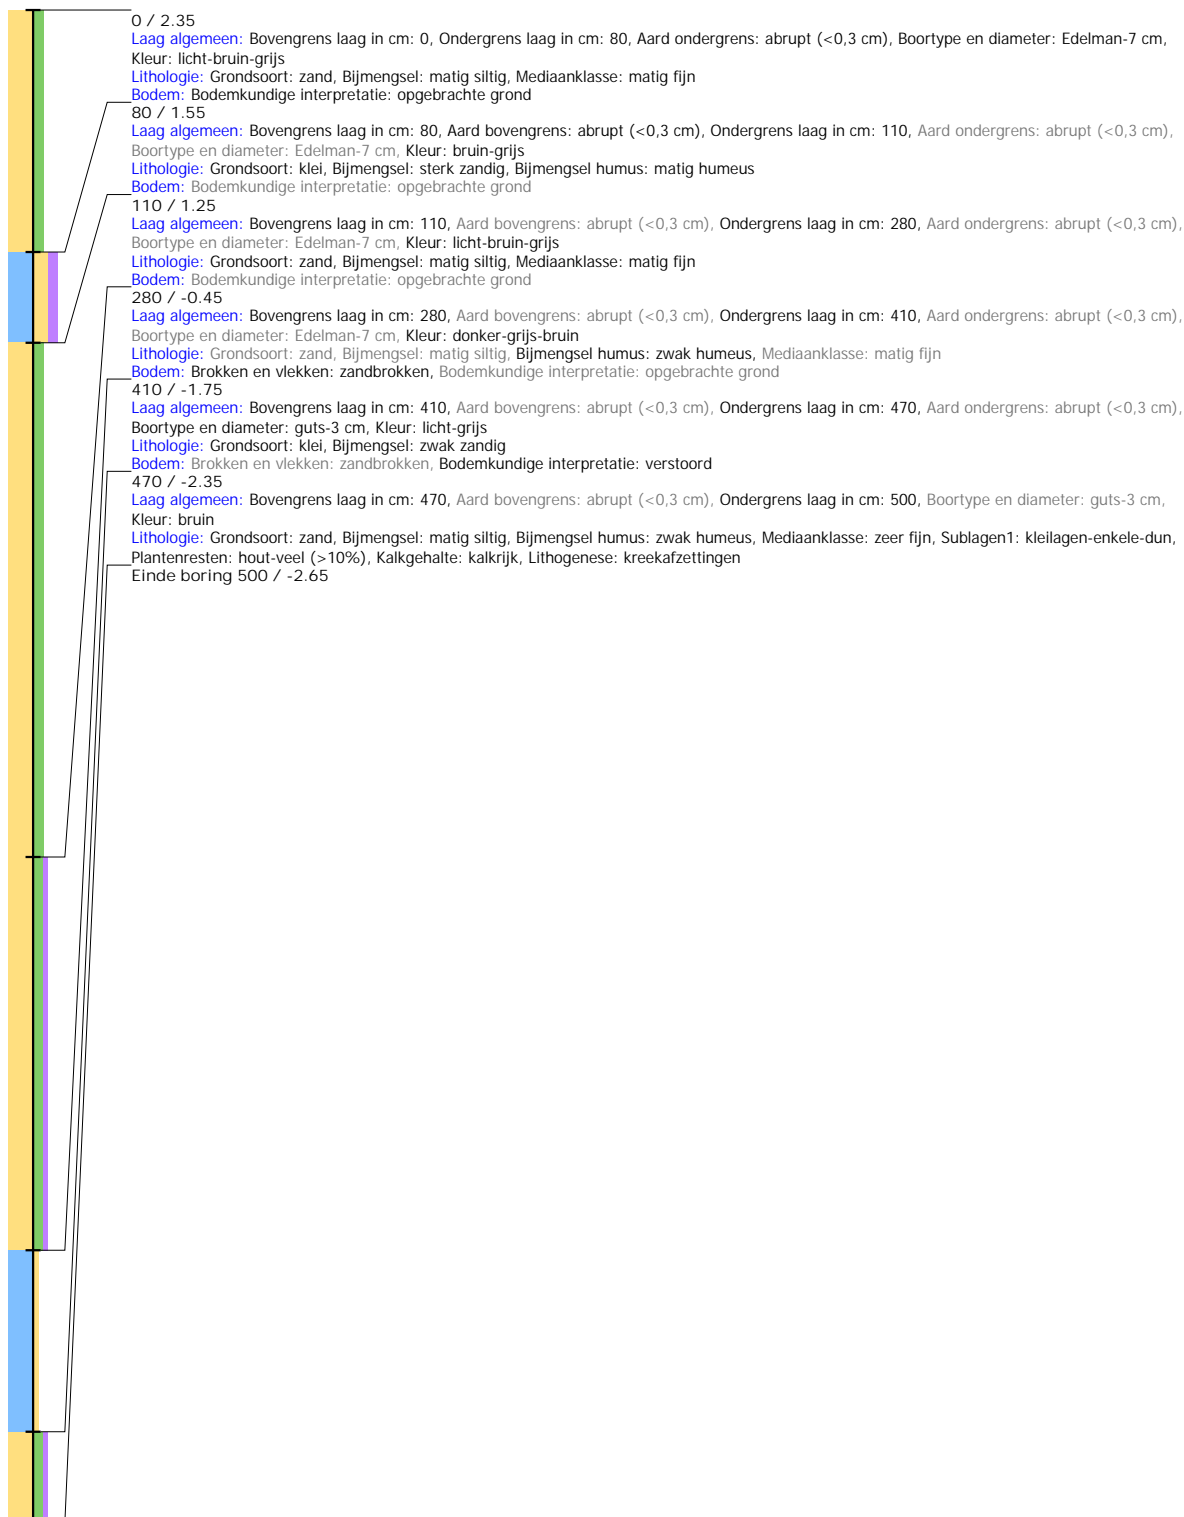 0 / 2.35
Laag algemeen: Bovengrens laag in cm: 0, Ondergrens laag in cm: 80, Aard ondergrens: abrupt (<0,3 cm), Boortype en diameter: Edelman-7 cm,
Kleur: licht-bruin-grijs
Lithologie: Grondsoort: zand, Bijmengsel: matig siltig, Mediaanklasse: matig fijn
Bodem: Bodemkundige interpretatie: opgebrachte grond
80 / 1.55
Laag algemeen: Bovengrens laag in cm: 80, Aard bovengrens: abrupt (<0,3 cm), Ondergrens laag in cm: 110, Aard ondergrens: abrupt (<0,3 cm),
Boortype en diameter: Edelman-7 cm, Kleur: bruin-grijs
Lithologie: Grondsoort: klei, Bijmengsel: sterk zandig, Bijmengsel humus: matig humeus
Bodem: Bodemkundige interpretatie: opgebrachte grond
110 / 1.25
Laag algemeen: Bovengrens laag in cm: 110, Aard bovengrens: abrupt (<0,3 cm), Ondergrens laag in cm: 280, Aard ondergrens: abrupt (<0,3 cm),
Boortype en diameter: Edelman-7 cm, Kleur: licht-bruin-grijs
Lithologie: Grondsoort: zand, Bijmengsel: matig siltig, Mediaanklasse: matig fijn
Bodem: Bodemkundige interpretatie: opgebrachte grond
280 / -0.45
Laag algemeen: Bovengrens laag in cm: 280, Aard bovengrens: abrupt (<0,3 cm), Ondergrens laag in cm: 410, Aard ondergrens: abrupt (<0,3 cm),
Boortype en diameter: Edelman-7 cm, Kleur: donker-grijs-bruin
Lithologie: Grondsoort: zand, Bijmengsel: matig siltig, Bijmengsel humus: zwak humeus, Mediaanklasse: matig fijn
Bodem: Brokken en vlekken: zandbrokken, Bodemkundige interpretatie: opgebrachte grond
410 / -1.75
Laag algemeen: Bovengrens laag in cm: 410, Aard bovengrens: abrupt (<0,3 cm), Ondergrens laag in cm: 470, Aard ondergrens: abrupt (<0,3 cm),
Boortype en diameter: guts-3 cm, Kleur: licht-grijs
Lithologie: Grondsoort: klei, Bijmengsel: zwak zandig
Bodem: Brokken en vlekken: zandbrokken, Bodemkundige interpretatie: verstoord
470 / -2.35
Laag algemeen: Bovengrens laag in cm: 470, Aard bovengrens: abrupt (<0,3 cm), Ondergrens laag in cm: 500, Boortype en diameter: guts-3 cm,
Kleur: bruin
Lithologie: Grondsoort: zand, Bijmengsel: matig siltig, Bijmengsel humus: zwak humeus, Mediaanklasse: zeer fijn, Sublagen1: kleilagen-enkele-dun,
Plantenresten: hout-veel (>10%), Kalkgehalte: kalkrijk, Lithogenese: kreekafzettingen
Einde boring 500 / -2.65